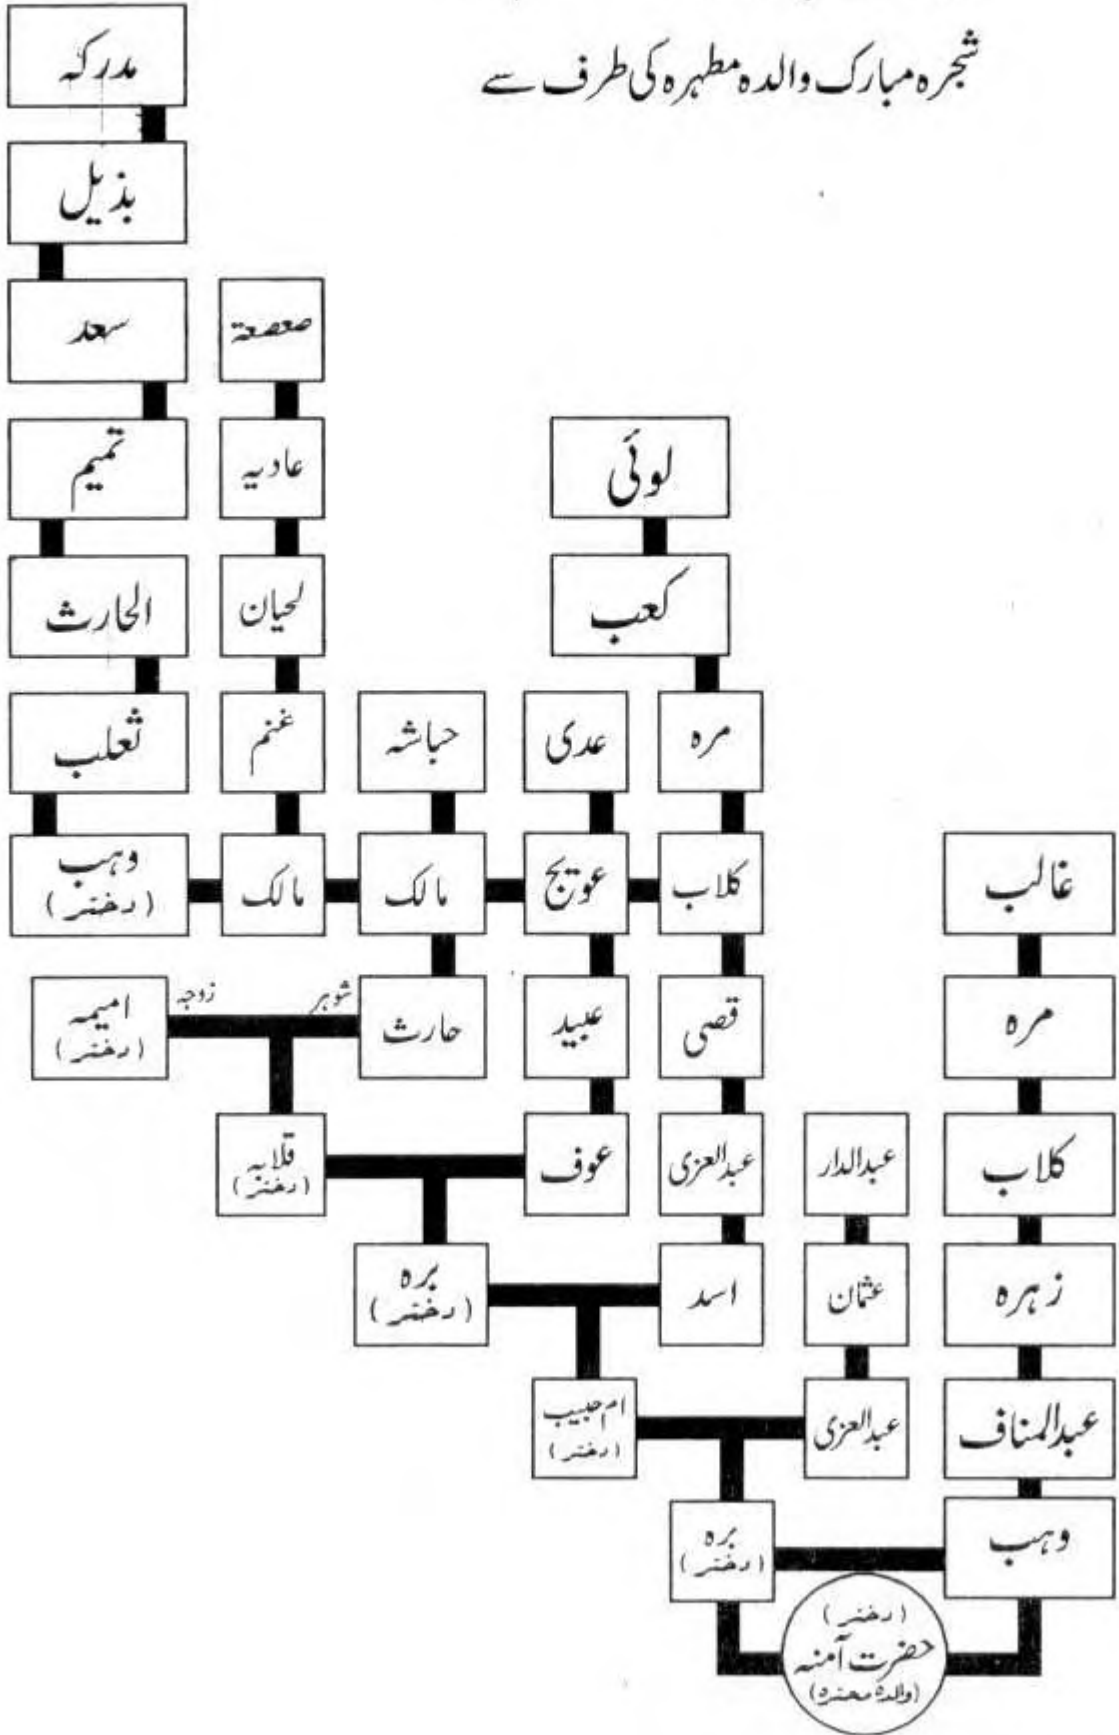 شجرہ مبارک والدہ مطہرہ کی طرف سے
مدرکہ
ہذیل
سعد
صعصعۃ
تمیم
عادیہ
لوئی
الحارث
لحیان
کعب
ثعلب
غنم
حباشہ
عدی
مرہ
وہب
(دختر)
مالک
مالک
عویج
کلاب
غالب
امیمہ
(دختر)
زوجہ
شوہر
حارث
عبید
قصی
مرہ
قلابہ
(دختر)
عوف
عبدالعزی
عبدالدار
کلاب
برہ
(دختر)
اسد
عثمان
زہرہ
ام حبیب
(دختر)
عبدالعزی
عبدالمناف
برہ
(دختر)
وہب
(دختر)
حضرت آمنہ